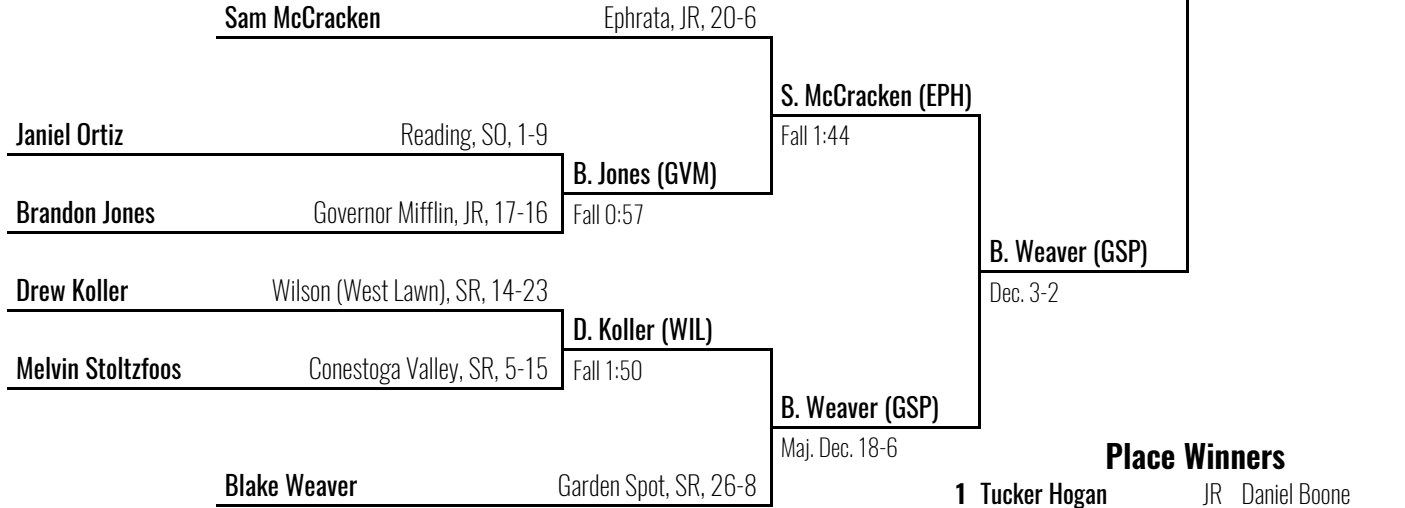 Sam McCracken Ephrata, JR, 20-6
S. McCracken (EPH)
Janiel Ortiz Reading, SO, 1-9 Fall 1:44
B. Jones (GVM)
Brandon Jones Governor Mifflin, JR, 17-16 Fall 0:57
B. Weaver (GSP)
Drew Koller Wilson (West Lawn), SR, 14-23 Dec. 3-2
D. Koller (WIL)
Melvin Stoltzfoos Conestoga Valley, SR, 5-15 Fall 1:50
B. Weaver (GSP)
Maj. Dec. 18-6 Place Winners
Blake Weaver Garden Spot, SR, 26-8 1 Tucker Hogan JR Daniel Boone